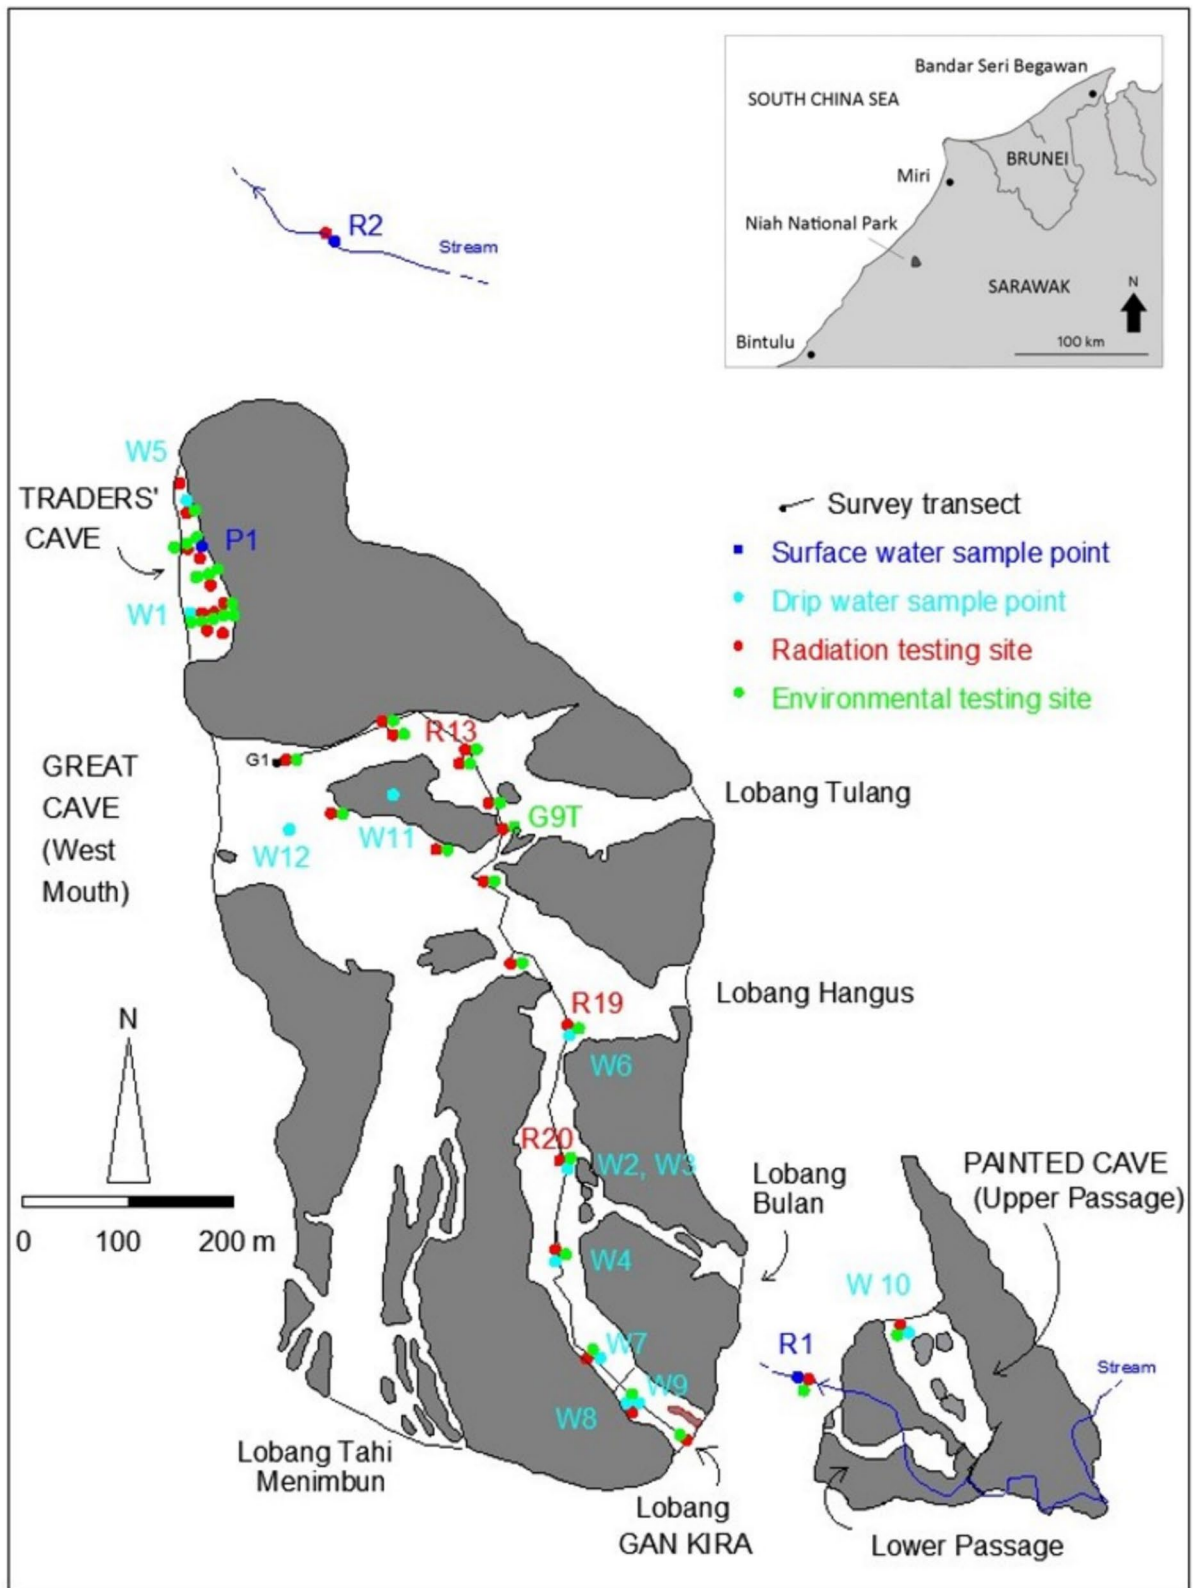 Bandar Seri Begawan
SOUTH CHINA SEA
BRUNEI
Miri
Niah National Park
SARAWAK
N
Bintulu
100 km
R2
Stream
W5
TRADERS'
CAVE
P1
W1
Survey transect
Surface water sample point
Drip water sample point
Radiation testing site
Environmental testing site
R13
G1
GREAT
CAVE
(West
Mouth)
Lobang Tulang
G9T
W11
W12
Lobang Hangus
R19
N
W6
R20
W2, W3
Lobang
Bulan
PAINTED CAVE
(Upper Passage)
0 100 200 m
W4
W 10
W7
R1
Stream
W9
W8
Lobang Tahi
Menimbun
Lobang
GAN KIRA
Lower Passage